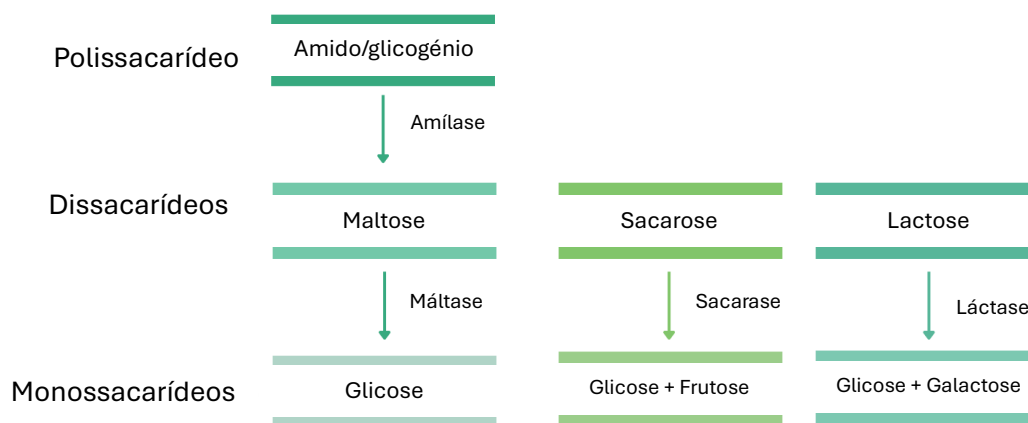 Polissacarídeo
Amido/glicogénio
Amílase
Dissacarídeos
Maltose
Sacarose
Lactose
Máltase
Sacarase
Láctase
Monossacarídeos
Glicose
Glicose + Frutose
Glicose + Galactose